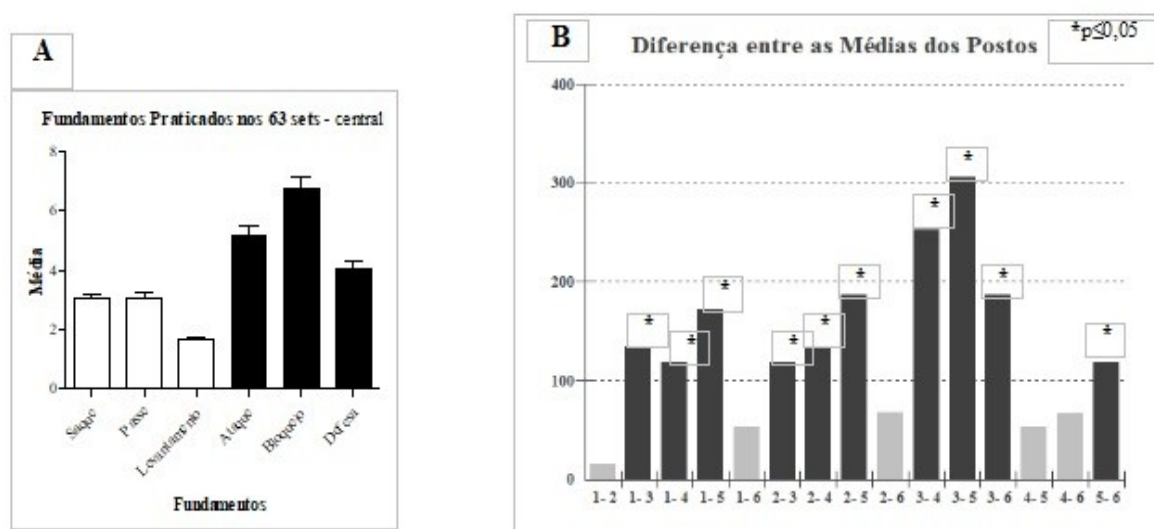 A
Fundamentos Praticados nos 63 sets - central
8
6
4
2
0
Média
Saque
Passe
Levantamento
Ataque
Bloqueio
Defesa
Fundamentos
B
Diferença entre as Médias dos Postos
*p≤0,05
400
300
200
100
0
* * * * * * * * * *
1- 2 1- 3 1- 4 1- 5 1- 6 2- 3 2- 4 2- 5 2- 6 3- 4 3- 5 3- 6 4- 5 4- 6 5- 6